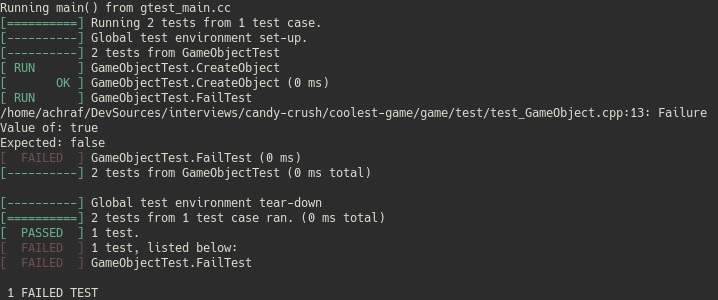 Running main() from gtest_main.cc
[==========] Running 2 tests from 1 test case.
[----------] Global test environment set-up.
[----------] 2 tests from GameObjectTest
[ RUN      ] GameObjectTest.CreateObject
[       OK ] GameObjectTest.CreateObject (0 ms)
[ RUN      ] GameObjectTest.FailTest
/home/achraf/DevSources/interviews/candy-crush/coolest-game/game/test/test_GameObject.cpp:13: Failure
Value of: true
Expected: false
[  FAILED  ] GameObjectTest.FailTest (0 ms)
[----------] 2 tests from GameObjectTest (0 ms total)

[----------] Global test environment tear-down
[==========] 2 tests from 1 test case ran. (0 ms total)
[  PASSED  ] 1 test.
[  FAILED  ] 1 test, listed below:
[  FAILED  ] GameObjectTest.FailTest

 1 FAILED TEST